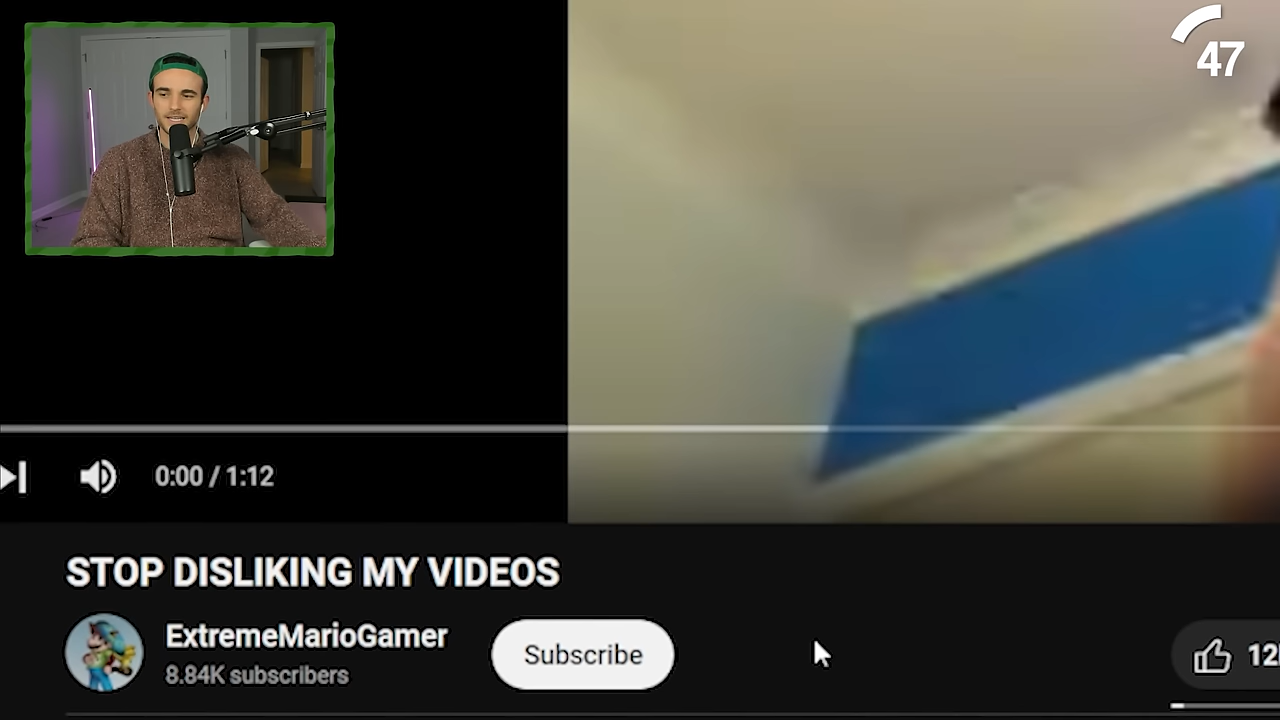 47
0:00 / 1:12
STOP DISLIKING MY VIDEOS
ExtremeMarioGamer
8.84K subscribers
Subscribe